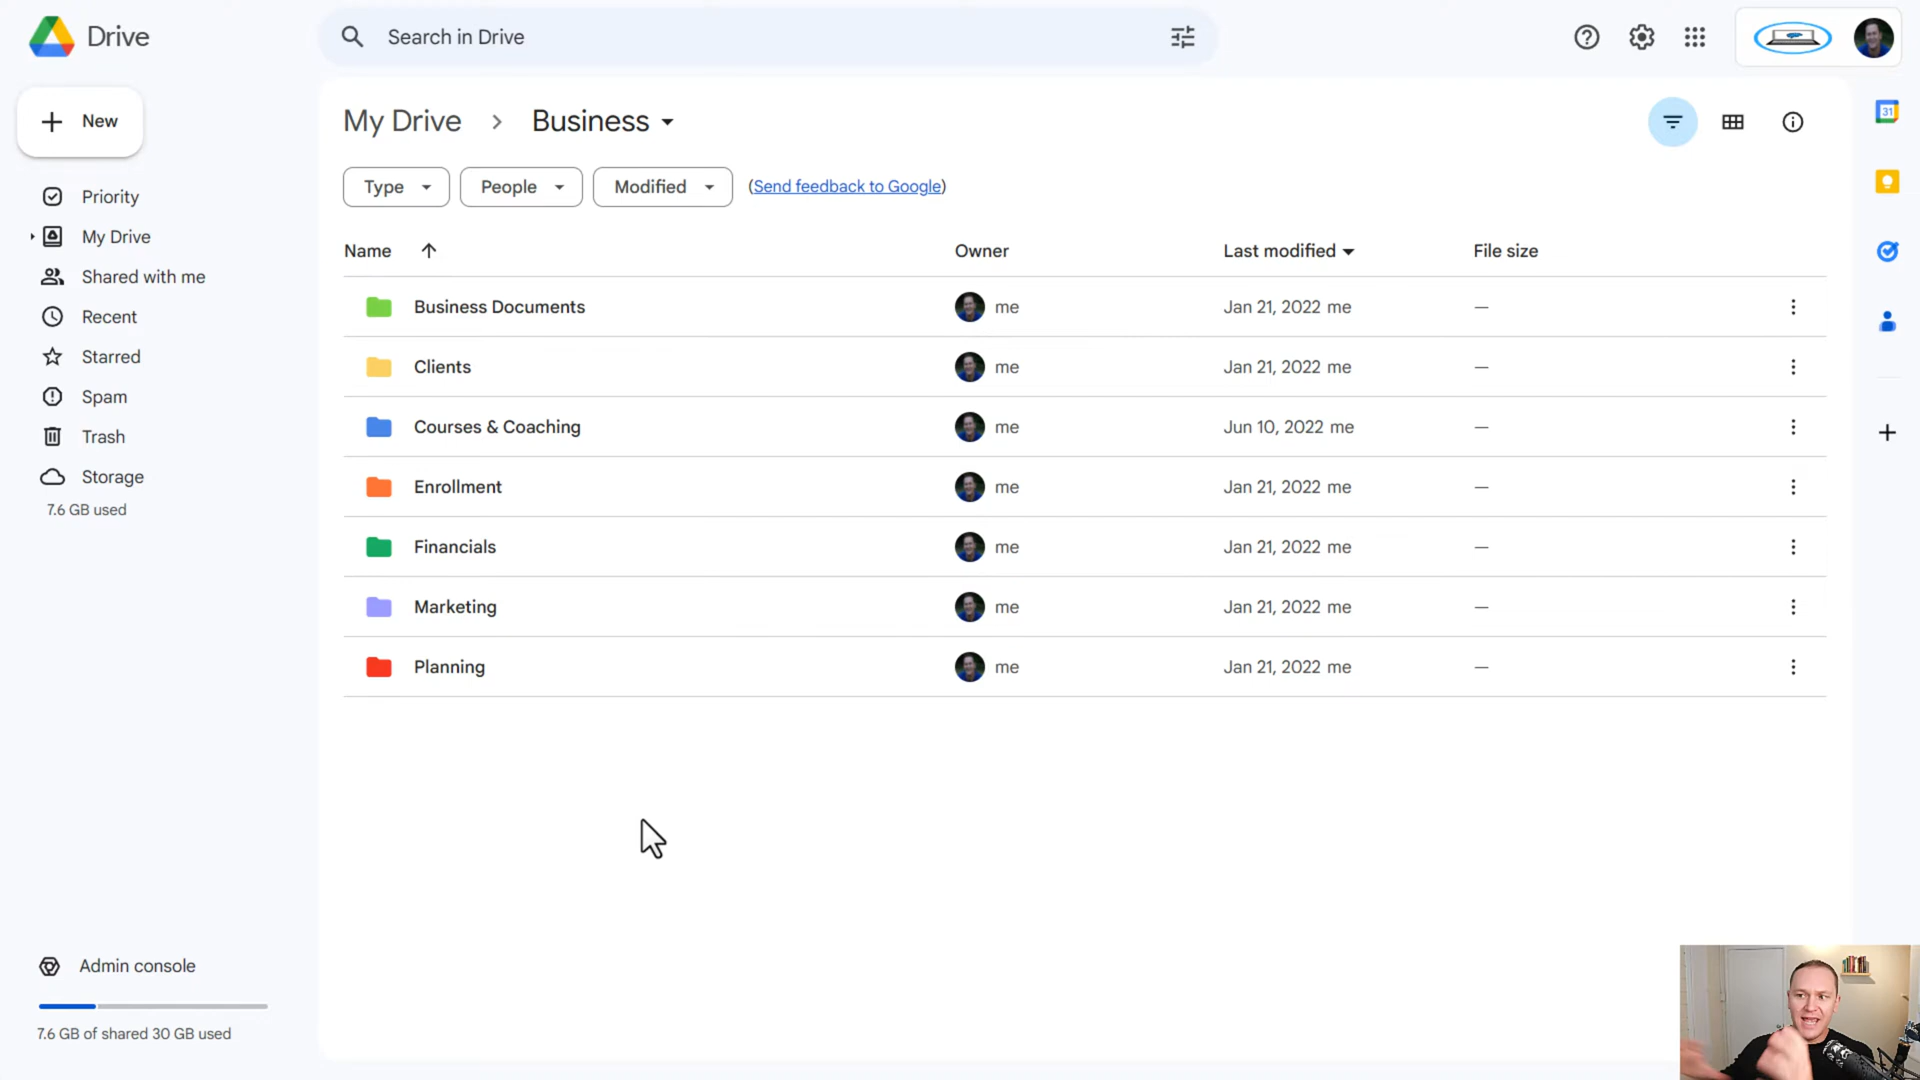 Drive
Search in Drive
New
Priority
My Drive
Shared with me
Recent
Starred
Spam
Trash
Storage
7.6 GB used
Admin console
7.6 GB of shared 30 GB used
My Drive > Business
Type People Modified (Send feedback to Google)
Name Owner Last modified File size
Business Documents me Jan 21, 2022 me —
Clients me Jan 21, 2022 me —
Courses & Coaching me Jun 10, 2022 me —
Enrollment me Jan 21, 2022 me —
Financials me Jan 21, 2022 me —
Marketing me Jan 21, 2022 me —
Planning me Jan 21, 2022 me —
31